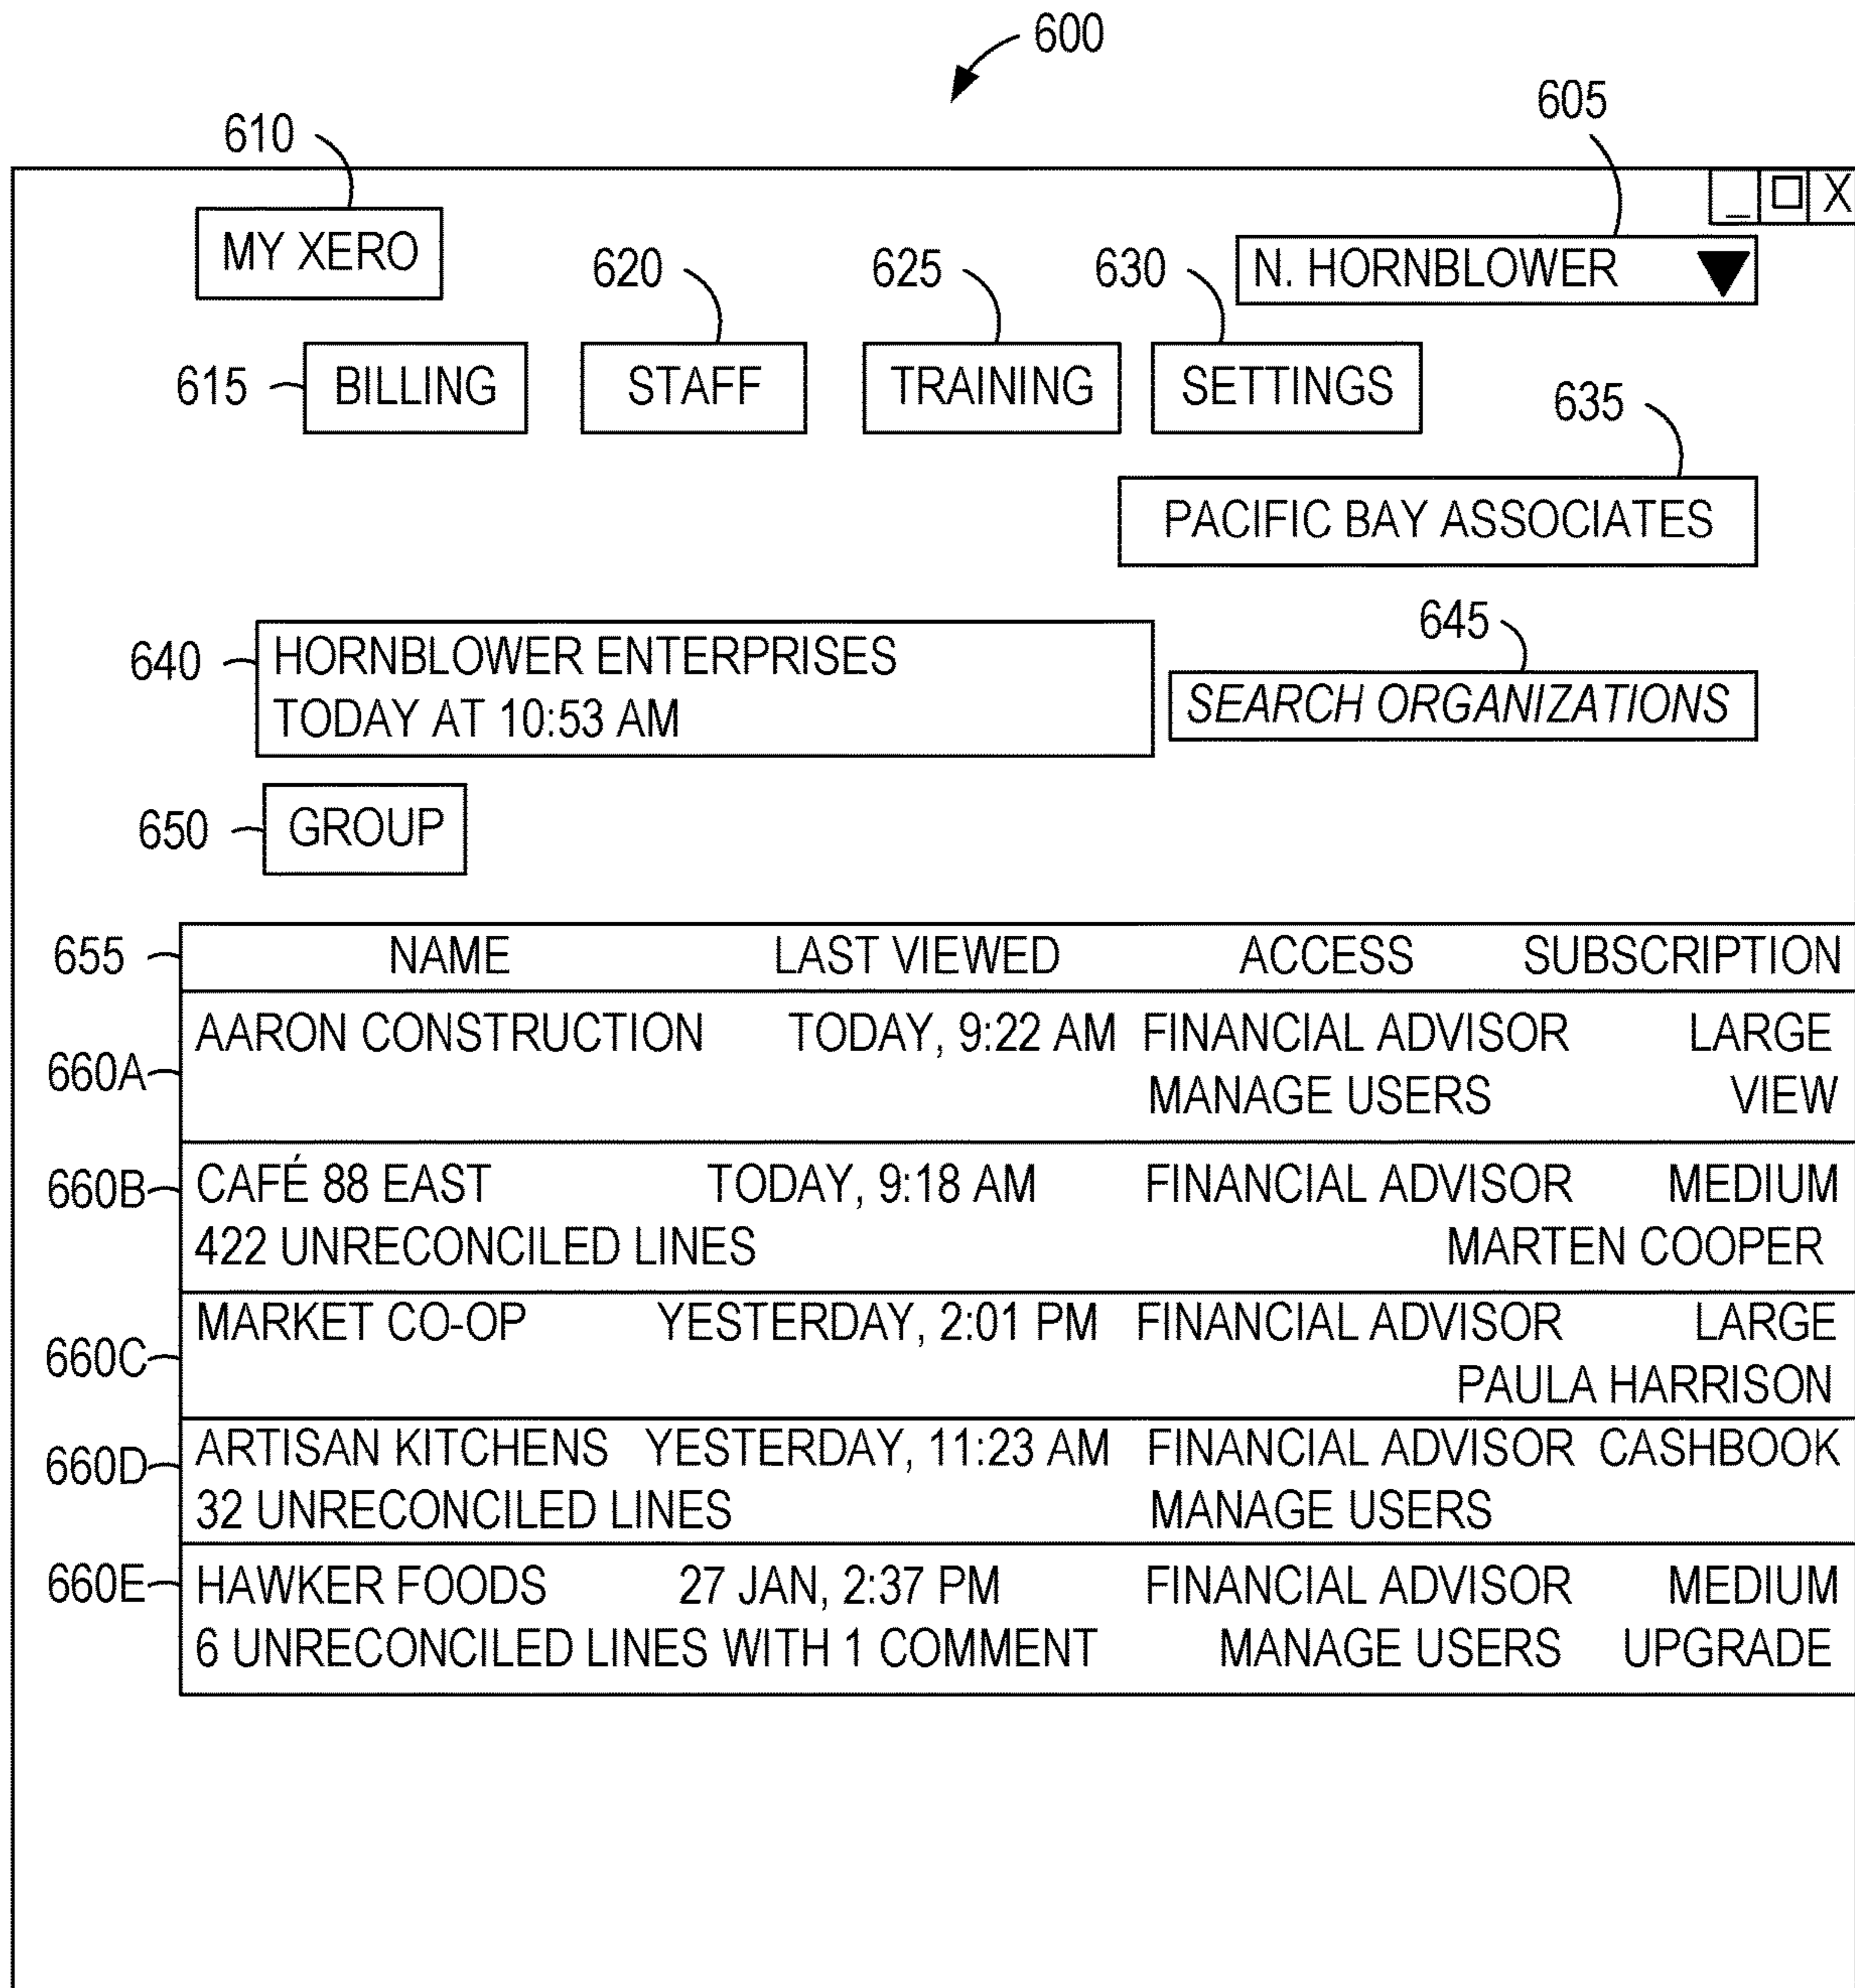 600
605
610
MY XERO
_ □ X
N. HORNBLOWER
620
625
630
615
BILLING
STAFF
TRAINING
SETTINGS
635
PACIFIC BAY ASSOCIATES
640
HORNBLOWER ENTERPRISES
TODAY AT 10:53 AM
645
SEARCH ORGANIZATIONS
650
GROUP
655
NAME LAST VIEWED ACCESS SUBSCRIPTION
660A
AARON CONSTRUCTION TODAY, 9:22 AM FINANCIAL ADVISOR LARGE
MANAGE USERS VIEW
660B
CAFÉ 88 EAST TODAY, 9:18 AM FINANCIAL ADVISOR MEDIUM
422 UNRECONCILED LINES MARTEN COOPER
660C
MARKET CO-OP YESTERDAY, 2:01 PM FINANCIAL ADVISOR LARGE
PAULA HARRISON
660D
ARTISAN KITCHENS YESTERDAY, 11:23 AM FINANCIAL ADVISOR CASHBOOK
32 UNRECONCILED LINES MANAGE USERS
660E
HAWKER FOODS 27 JAN, 2:37 PM FINANCIAL ADVISOR MEDIUM
6 UNRECONCILED LINES WITH 1 COMMENT MANAGE USERS UPGRADE